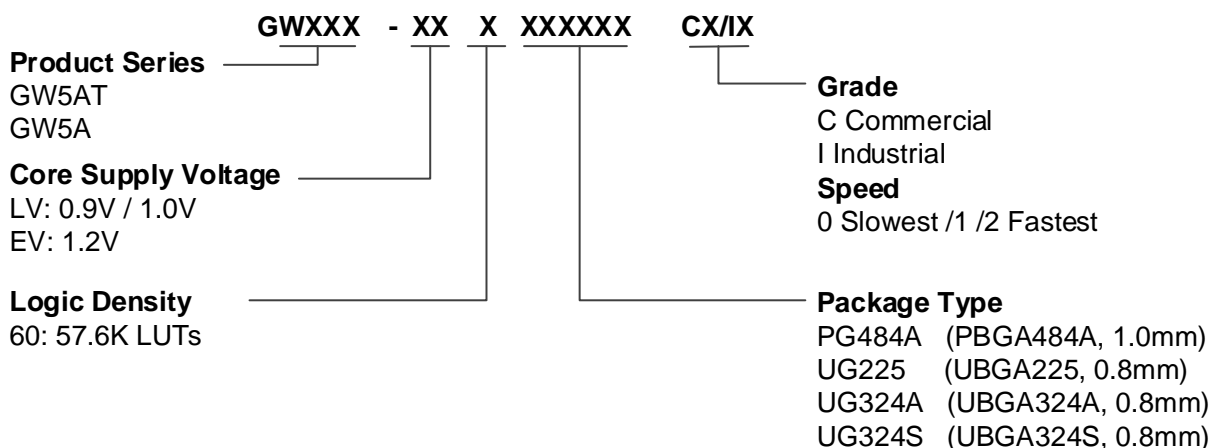 GWXXX - XX X XXXXXX CX/IX
Product Series
GW5AT
GW5A
Core Supply Voltage
LV: 0.9V / 1.0V
EV: 1.2V
Logic Density
60: 57.6K LUTs
Grade
C Commercial
I Industrial
Speed
0 Slowest /1 /2 Fastest
Package Type
PG484A (PBGA484A, 1.0mm)
UG225 (UBGA225, 0.8mm)
UG324A (UBGA324A, 0.8mm)
UG324S (UBGA324S, 0.8mm)